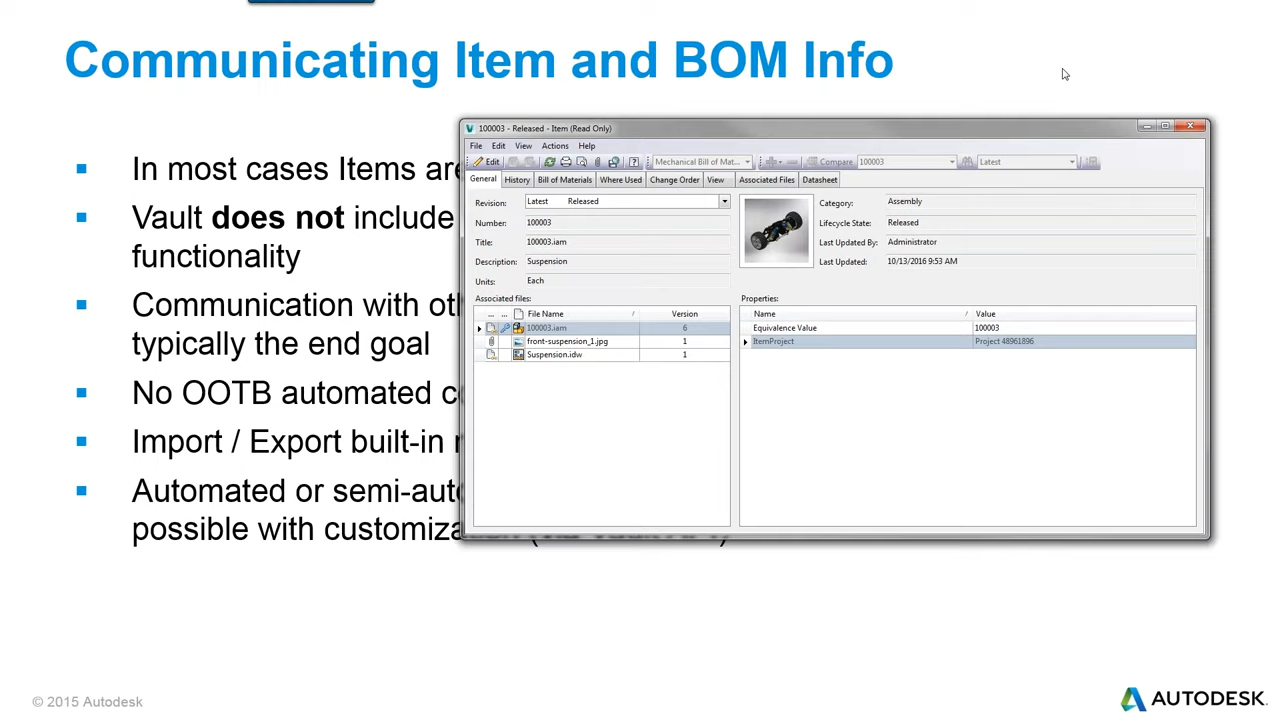 Communicating Item and BOM Info
In most cases Items are
Vault does not include
functionality
Communication with oth
typically the end goal
No OOTB automated co
Import / Export built-in
Automated or semi-auto
possible with customiza
100003 - Released - Item (Read Only)
File Edit View Actions Help
Edit Mechanical Bill of Mat... Compare 100003 Latest
General History Bill of Materials Where Used Change Order View Associated Files Datasheet
Revision: Latest Released
Number: 100003
Title: 100003.iam
Description: Suspension
Units: Each
Category: Assembly
Lifecycle State: Released
Last Updated By: Administrator
Last Updated: 10/13/2016 9:53 AM
Associated files:
... ... File Name / Version
100003.iam 6
front-suspension_1.jpg 1
Suspension.idw 1
Properties:
Name / Value
Equivalence Value 100003
ItemProject Project 48961896
© 2015 Autodesk
AUTODESK.